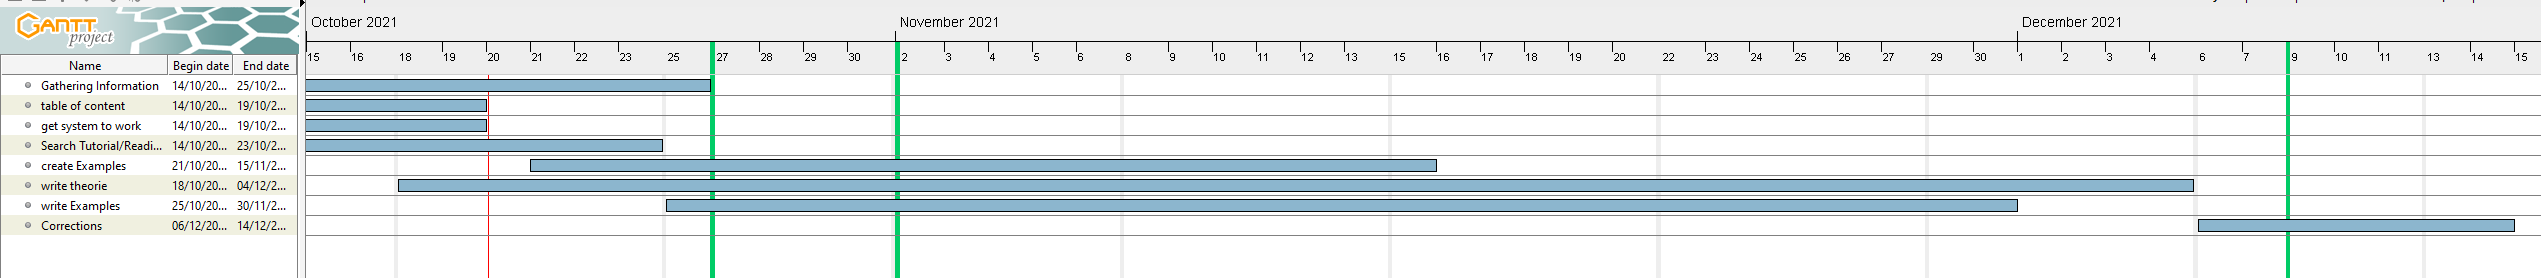 GANTT
project
October 2021 November 2021 December 2021
15 16 18 19 20 21 22 23 25 27 28 29 30 2 3 4 5 6 8 9 10 11 12 13 15 16 17 18 19 20 22 23 24 25 26 27 29 30 1 2 3 4 6 7 9 10 11 13 14 15
Name Begin date End date
Gathering Information 14/10/20... 25/10/2...
table of content 14/10/20... 19/10/2...
get system to work 14/10/20... 19/10/2...
Search Tutorial/Readi... 14/10/20... 23/10/2...
create Examples 21/10/20... 15/11/2...
write theorie 18/10/20... 04/12/2...
write Examples 25/10/20... 30/11/2...
Corrections 06/12/20... 14/12/2...